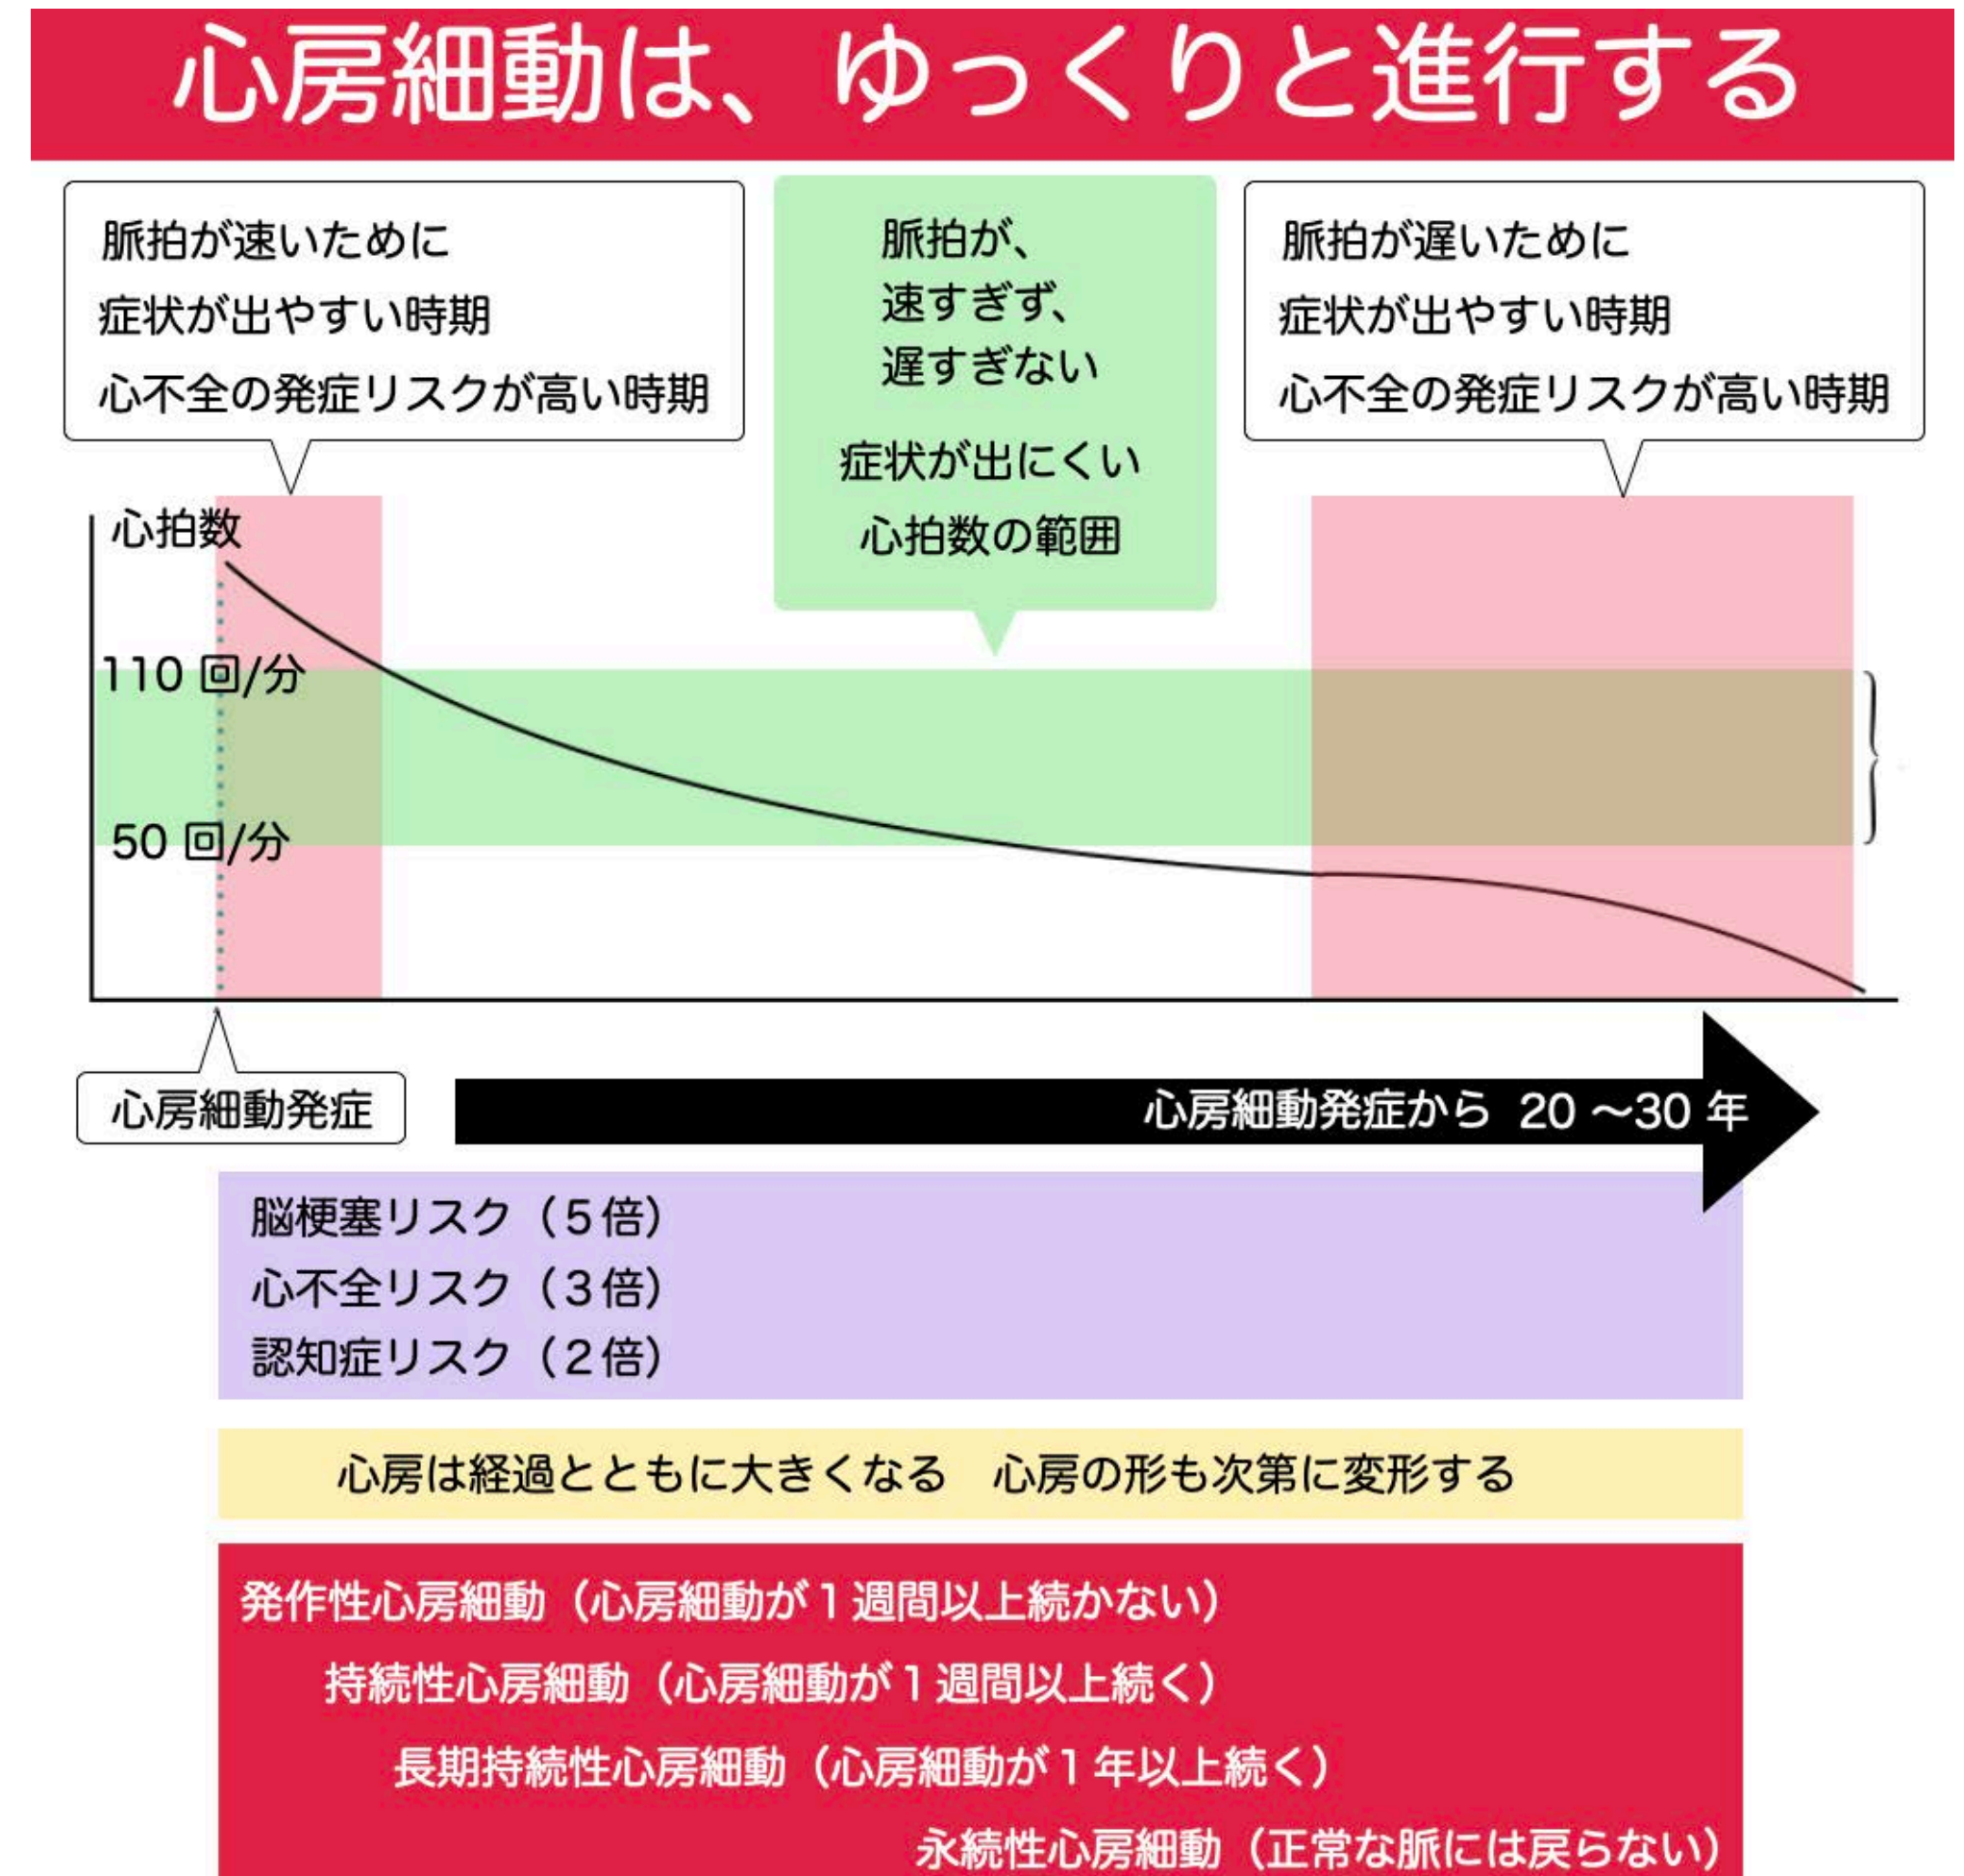 心房細動は、ゆっくりと進行する
脈拍が速いために
症状が出やすい時期
心不全の発症リスクが高い時期
脈拍が、
速すぎず、
遅すぎない
症状が出にくい
心拍数の範囲
脈拍が遅いために
症状が出やすい時期
心不全の発症リスクが高い時期
心拍数
110 回/分
50 回/分
心房細動発症
心房細動発症から 20 〜30 年
脳梗塞リスク（5倍）
心不全リスク（3倍）
認知症リスク（2倍）
心房は経過とともに大きくなる　心房の形も次第に変形する
発作性心房細動（心房細動が1週間以上続かない）
持続性心房細動（心房細動が1週間以上続く）
長期持続性心房細動（心房細動が1年以上続く）
永続性心房細動（正常な脈には戻らない）